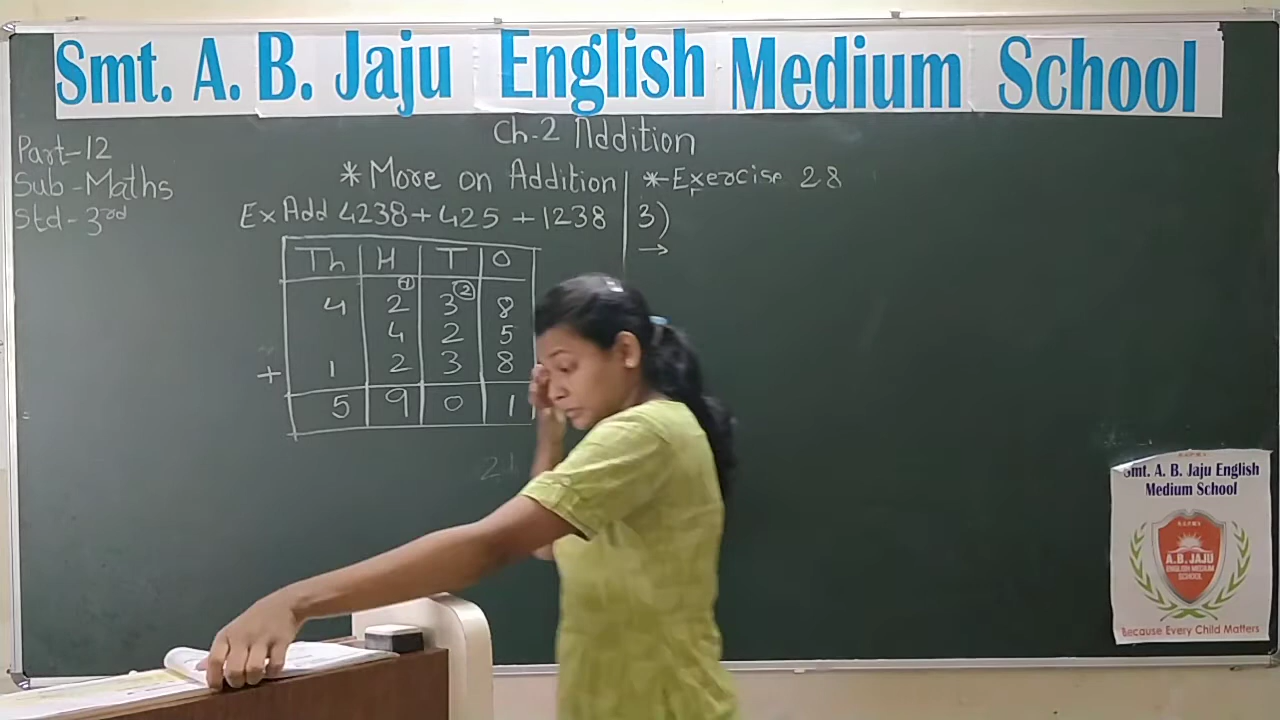 Smt. A. B. Jaju English Medium School
Ch-2 Addition
Part-12
Sub-Maths
Std-3rd
* More on Addition
* Exercise 28
Ex Add 4238+425+1238
3)
→
Th H T O
1 2
4 2 3 8
4 2 5
+ 1 2 3 8
5 9 0 1
Smt. A. B. Jaju English
Medium School
A.B. JAJU
ENGLISH MEDIUM
SCHOOL
Because Every Child Matters